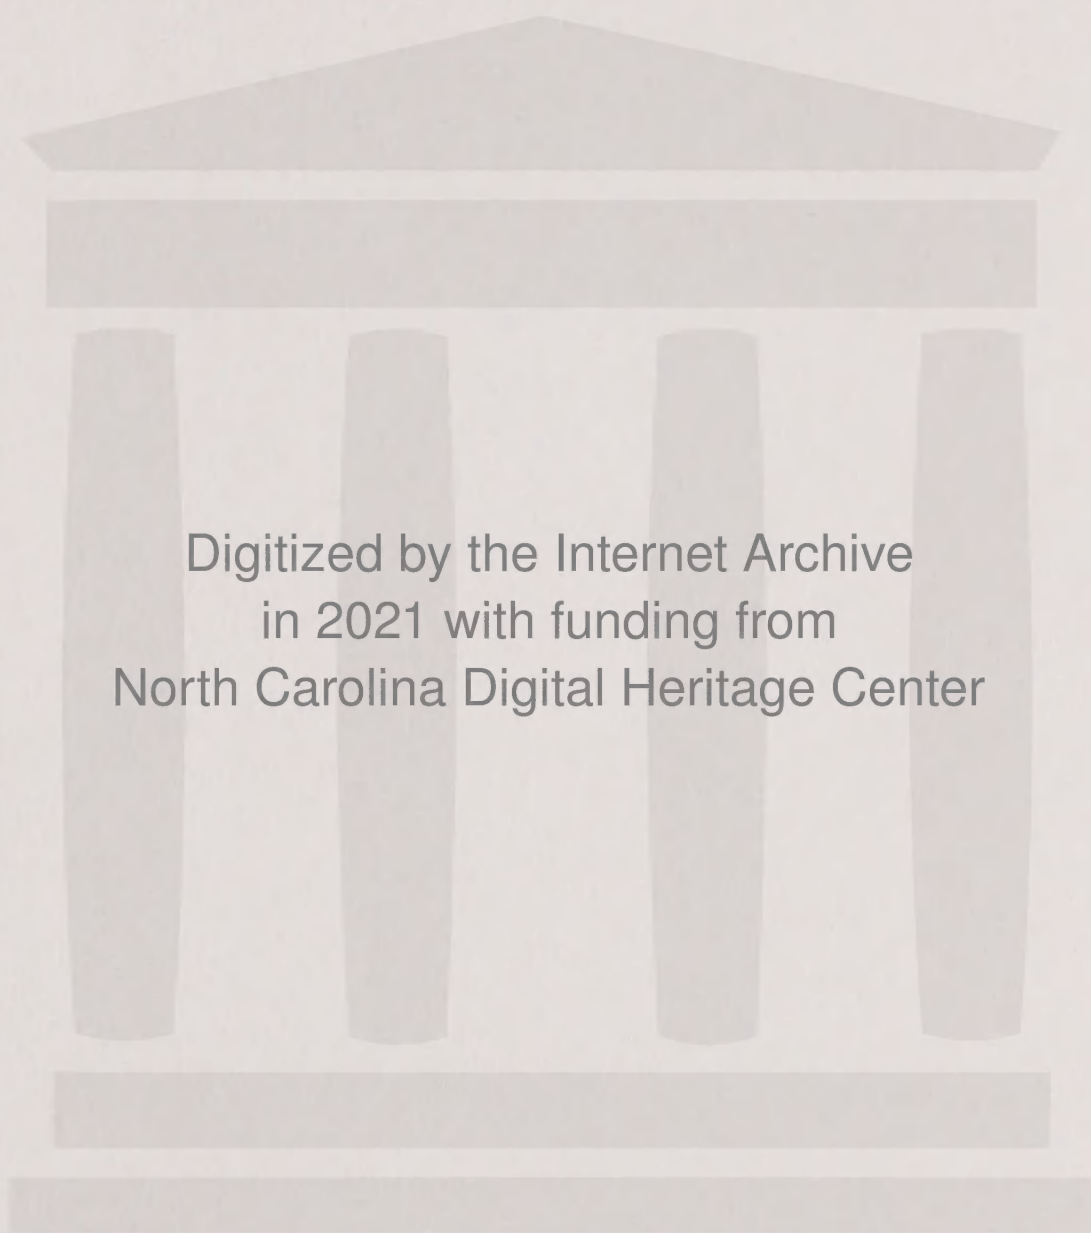 Digitized by the Internet Archive
in 2021 with funding from
North Carolina Digital Heritage Center